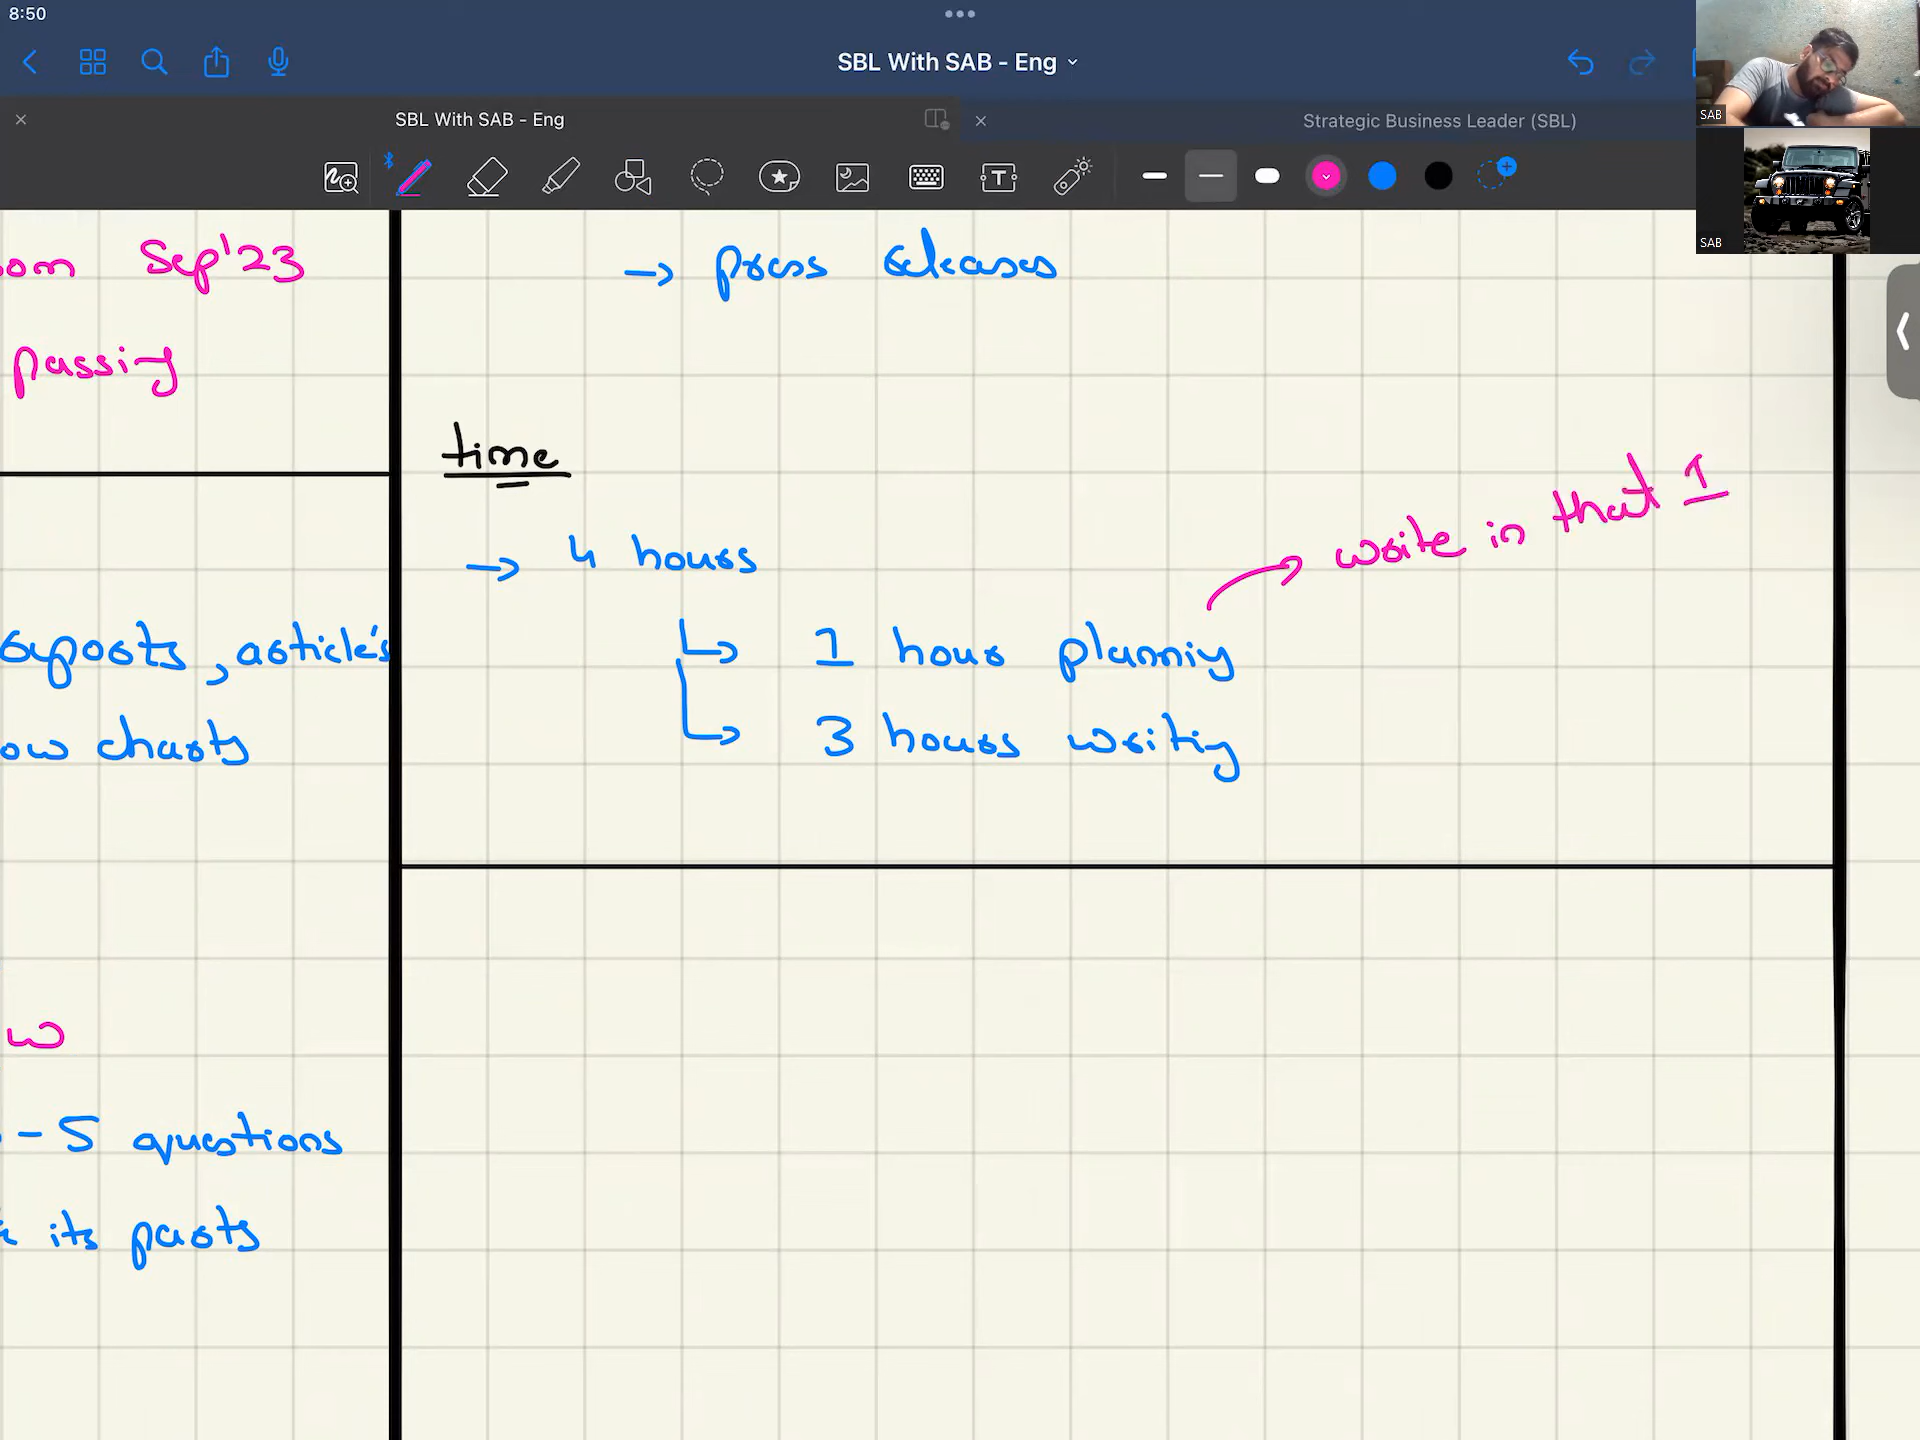 8:50
SBL With SAB - Eng
SBL With SAB - Eng
Strategic Business Leader (SBL)
SAB
SAB
Sep'23
passing
reports, article's
charts
- 5 questions
its parts
→ press releases
time
→ 4 hours
1 hour planning
3 hours writing
write in that 1